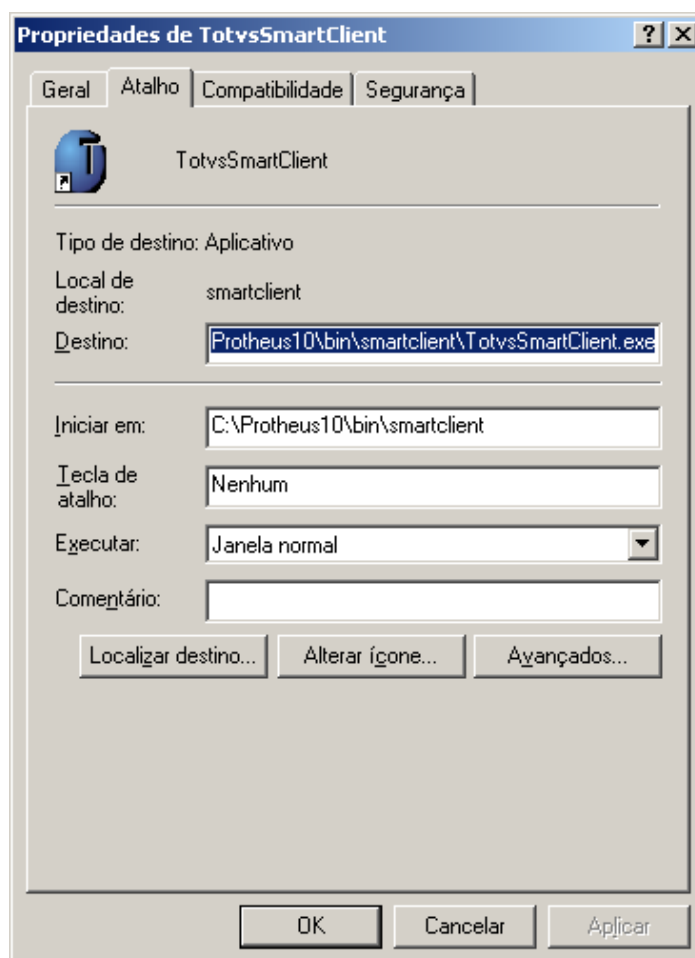 Propriedades de TotvsSmartClient
Geral Atalho Compatibilidade Segurança
T
TotvsSmartClient
Tipo de destino: Aplicativo
Local de destino: smartclient
Destino: Protheus10\bin\smartclient\TotvsSmartClient.exe
Iniciar em: C:\Protheus10\bin\smartclient
Tecla de atalho: Nenhum
Executar: Janela normal
Comentário:
Localizar destino... Alterar ícone... Avançados...
OK Cancelar Aplicar